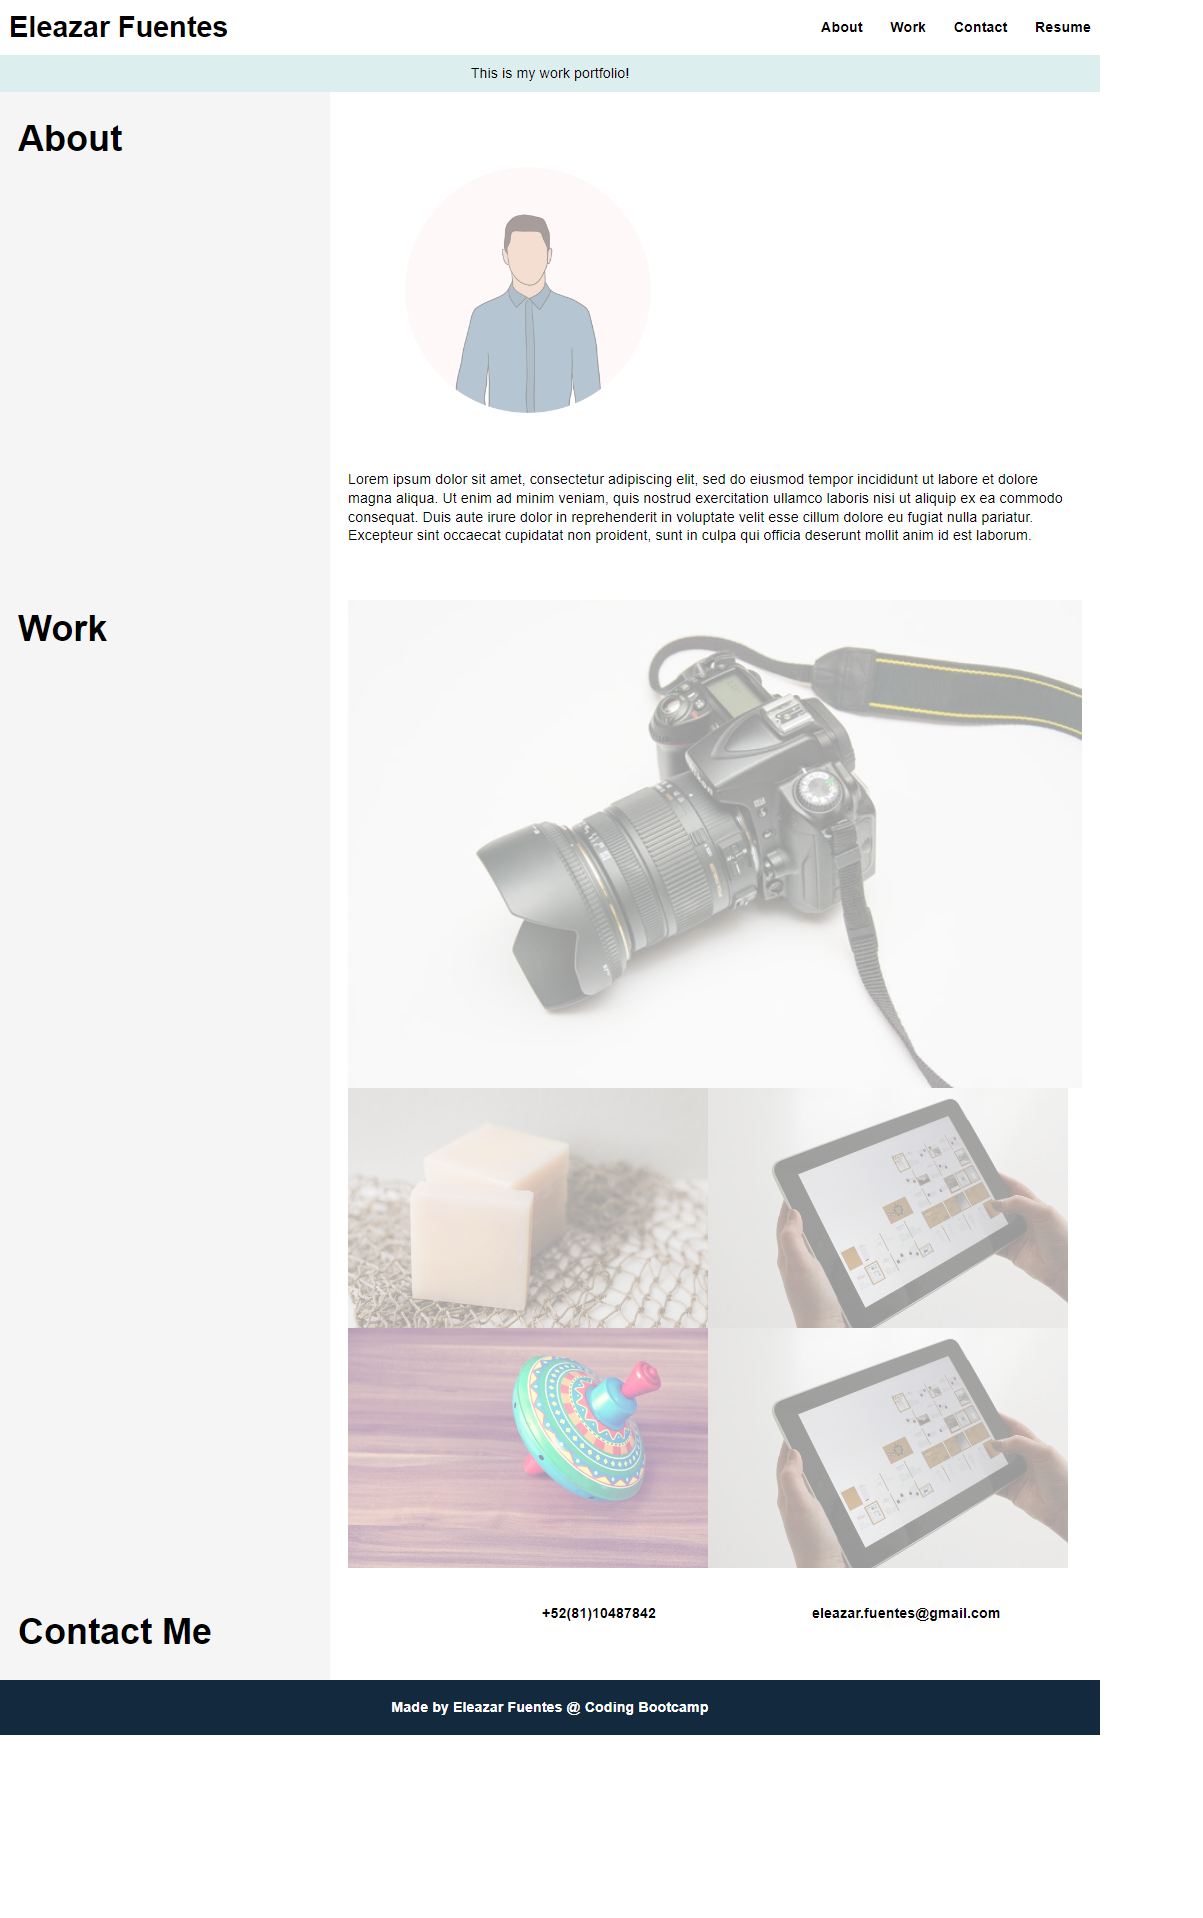 Eleazar Fuentes
About Work Contact Resume
This is my work portfolio!
About
Lorem ipsum dolor sit amet, consectetur adipiscing elit, sed do eiusmod tempor incididunt ut labore et dolore
magna aliqua. Ut enim ad minim veniam, quis nostrud exercitation ullamco laboris nisi ut aliquip ex ea commodo
consequat. Duis aute irure dolor in reprehenderit in voluptate velit esse cillum dolore eu fugiat nulla pariatur.
Excepteur sint occaecat cupidatat non proident, sunt in culpa qui officia deserunt mollit anim id est laborum.
Work
Contact Me
+52(81)10487842
eleazar.fuentes@gmail.com
Made by Eleazar Fuentes @ Coding Bootcamp